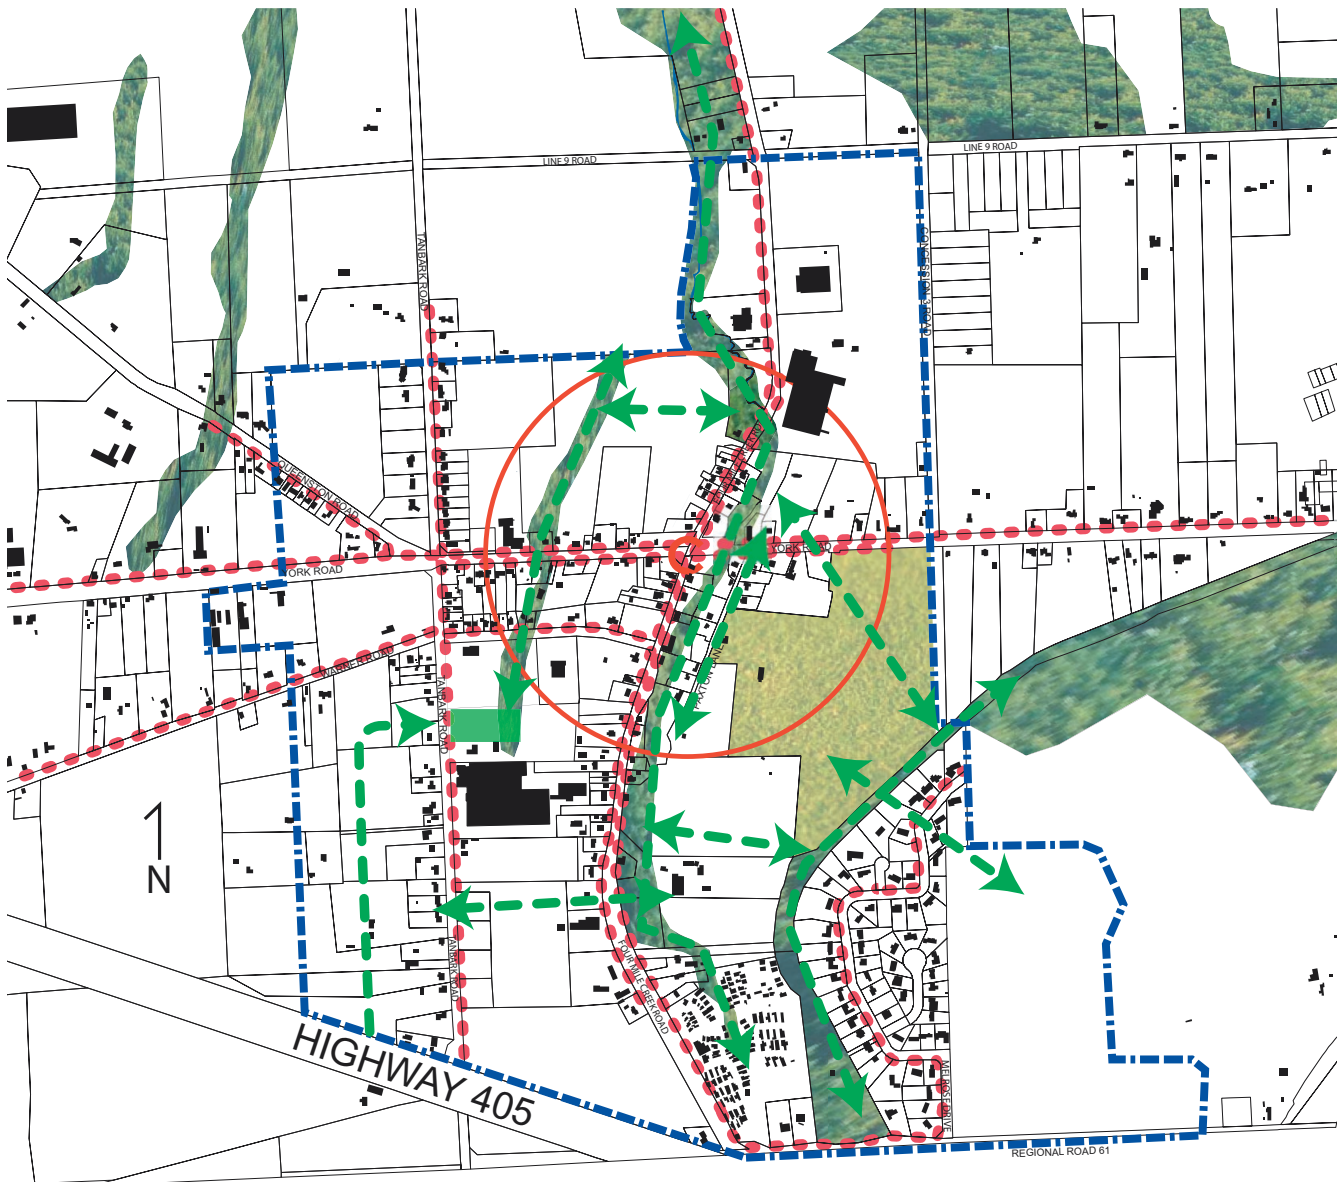 LINE 9 ROAD
LINE 9 ROAD
TANBARK ROAD
CONCESSION 3 ROAD
QUEENSTON ROAD
YORK ROAD
YORK ROAD
WARNER ROAD
PAXTON LANE
TANBARK ROAD
N
TANBARK ROAD
FOUR MILE CREEK ROAD
HIGHWAY 405
MELROSE DRIVE
REGIONAL ROAD 61